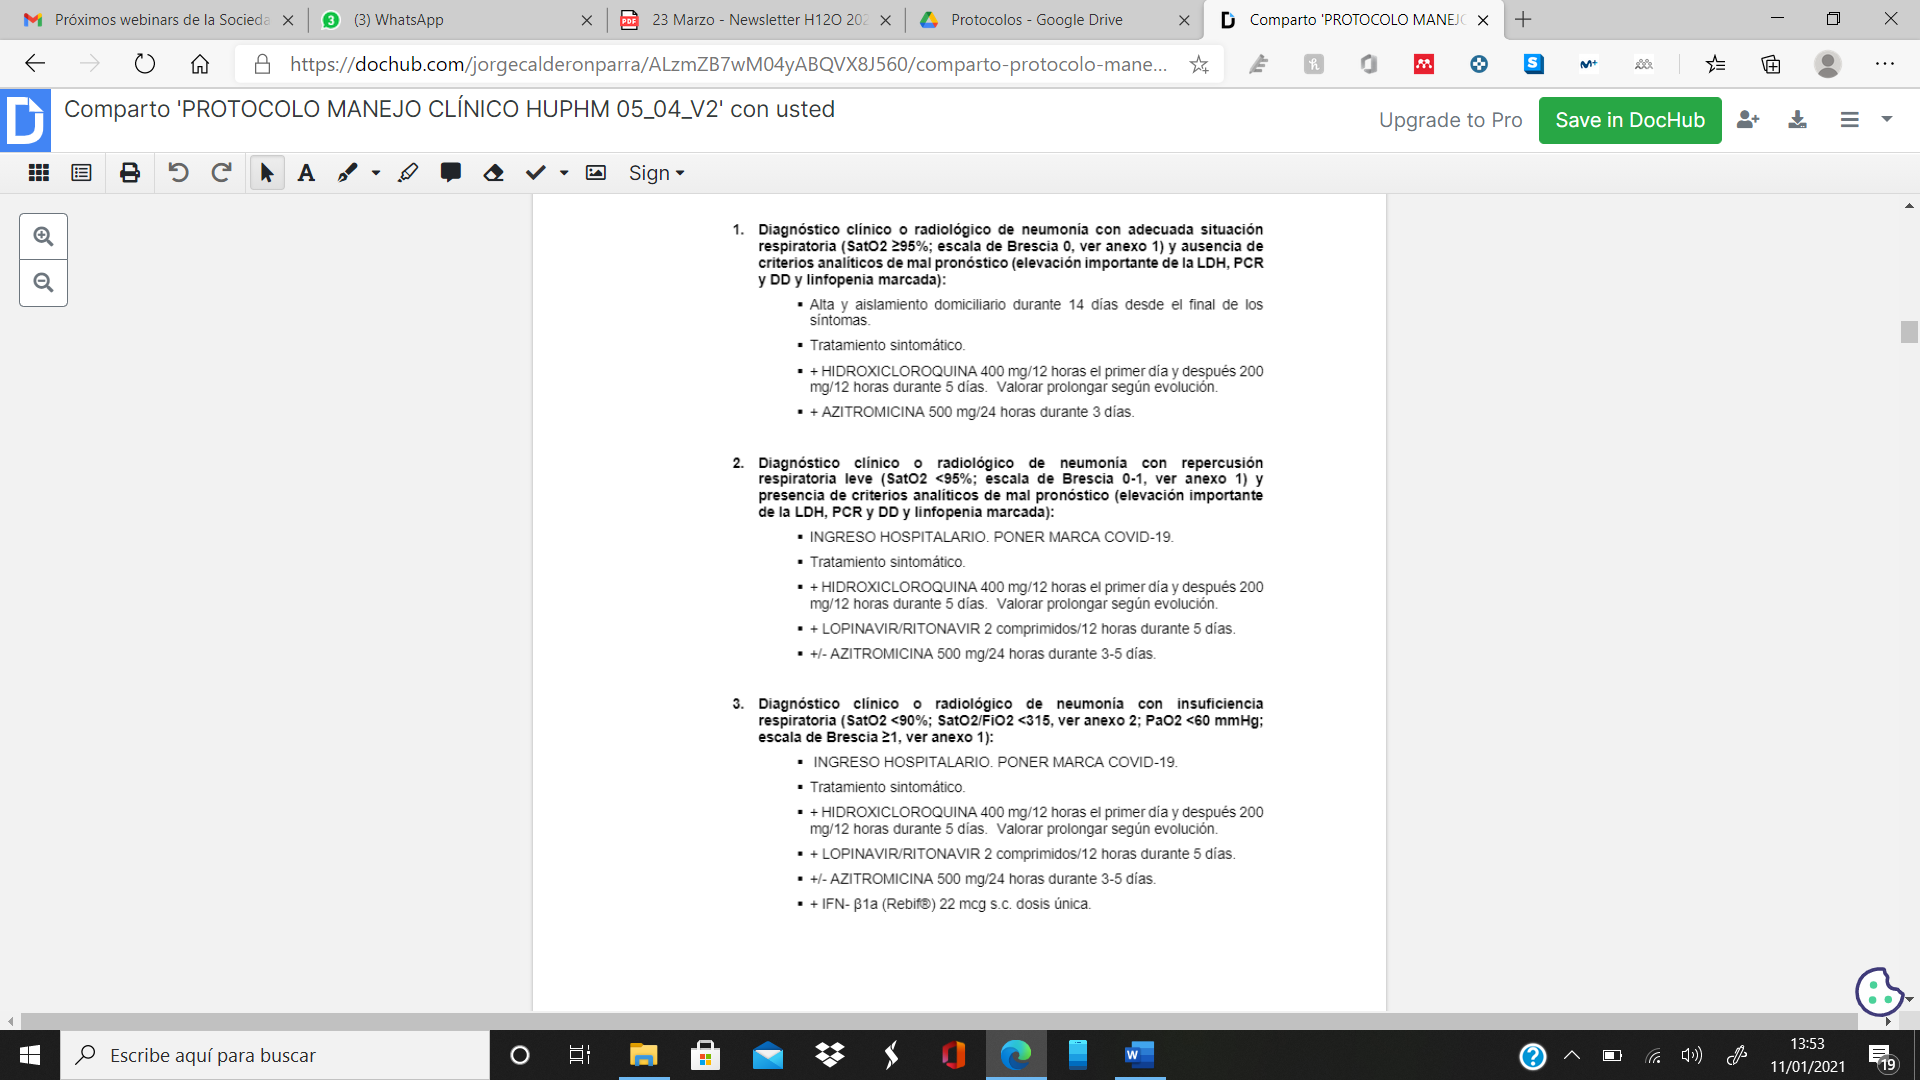 Próximos webinars de la Socieda
(3) WhatsApp
23 Marzo - Newsletter H12O 202
Protocolos - Google Drive
Comparto 'PROTOCOLO MANEJO
https://dochub.com/jorgecalderonparra/ALzmZB7wM04yABQVX8J560/comparto-protocolo-mane...
Comparto 'PROTOCOLO MANEJO CLÍNICO HUPHM 05_04_V2' con usted
Upgrade to Pro
Save in DocHub
Sign
1. Diagnóstico clínico o radiológico de neumonía con adecuada situación
respiratoria (SatO2 ≥95%; escala de Brescia 0, ver anexo 1) y ausencia de
criterios analíticos de mal pronóstico (elevación importante de la LDH, PCR
y DD y linfopenia marcada):
▪ Alta y aislamiento domiciliario durante 14 días desde el final de los
síntomas.
▪ Tratamiento sintomático.
▪ + HIDROXICLOROQUINA 400 mg/12 horas el primer día y después 200
mg/12 horas durante 5 días. Valorar prolongar según evolución.
▪ + AZITROMICINA 500 mg/24 horas durante 3 días.
2. Diagnóstico clínico o radiológico de neumonía con repercusión
respiratoria leve (SatO2 <95%; escala de Brescia 0-1, ver anexo 1) y
presencia de criterios analíticos de mal pronóstico (elevación importante
de la LDH, PCR y DD y linfopenia marcada):
▪ INGRESO HOSPITALARIO. PONER MARCA COVID-19.
▪ Tratamiento sintomático.
▪ + HIDROXICLOROQUINA 400 mg/12 horas el primer día y después 200
mg/12 horas durante 5 días. Valorar prolongar según evolución.
▪ + LOPINAVIR/RITONAVIR 2 comprimidos/12 horas durante 5 días.
▪ +/- AZITROMICINA 500 mg/24 horas durante 3-5 días.
3. Diagnóstico clínico o radiológico de neumonía con insuficiencia
respiratoria (SatO2 <90%; SatO2/FiO2 <315, ver anexo 2; PaO2 <60 mmHg;
escala de Brescia ≥1, ver anexo 1):
▪ INGRESO HOSPITALARIO. PONER MARCA COVID-19.
▪ Tratamiento sintomático.
▪ + HIDROXICLOROQUINA 400 mg/12 horas el primer día y después 200
mg/12 horas durante 5 días. Valorar prolongar según evolución.
▪ + LOPINAVIR/RITONAVIR 2 comprimidos/12 horas durante 5 días.
▪ +/- AZITROMICINA 500 mg/24 horas durante 3-5 días.
▪ + IFN- β1a (Rebif®) 22 mcg s.c. dosis única.
Escribe aquí para buscar
13:53
11/01/2021
19